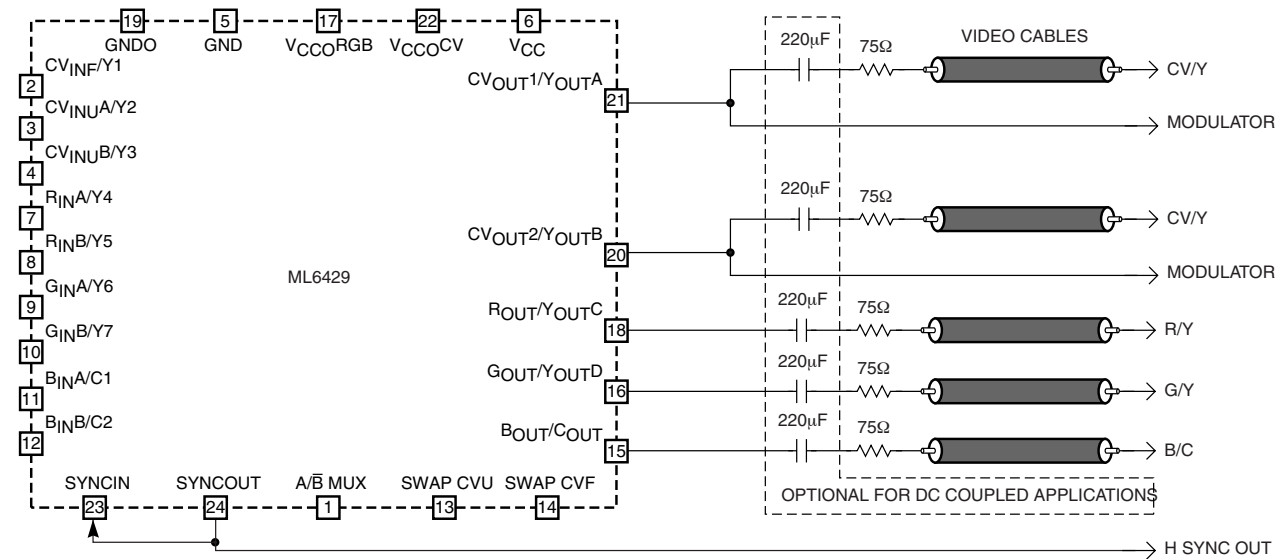 19 5 17 22 6
GNDO GND VCCORGB VCCOCV VCC
CVINF/Y1
2
CVINUA/Y2
3
CVINUB/Y3
4
RINA/Y4
7
RINB/Y5
8
GINA/Y6
9
GINB/Y7
10
BINA/C1
11
BINB/C2
12
ML6429
CVOUT1/YOUTA
21
CVOUT2/YOUTB
20
ROUT/YOUTC
18
GOUT/YOUTD
16
BOUT/COUT
15
SYNCIN SYNCOUT A/B̅ MUX SWAP CVU SWAP CVF
23 24 1 13 14
220µF 75Ω VIDEO CABLES
CV/Y
MODULATOR
220µF 75Ω
CV/Y
MODULATOR
220µF 75Ω
R/Y
220µF 75Ω
G/Y
220µF 75Ω
B/C
OPTIONAL FOR DC COUPLED APPLICATIONS
H SYNC OUT